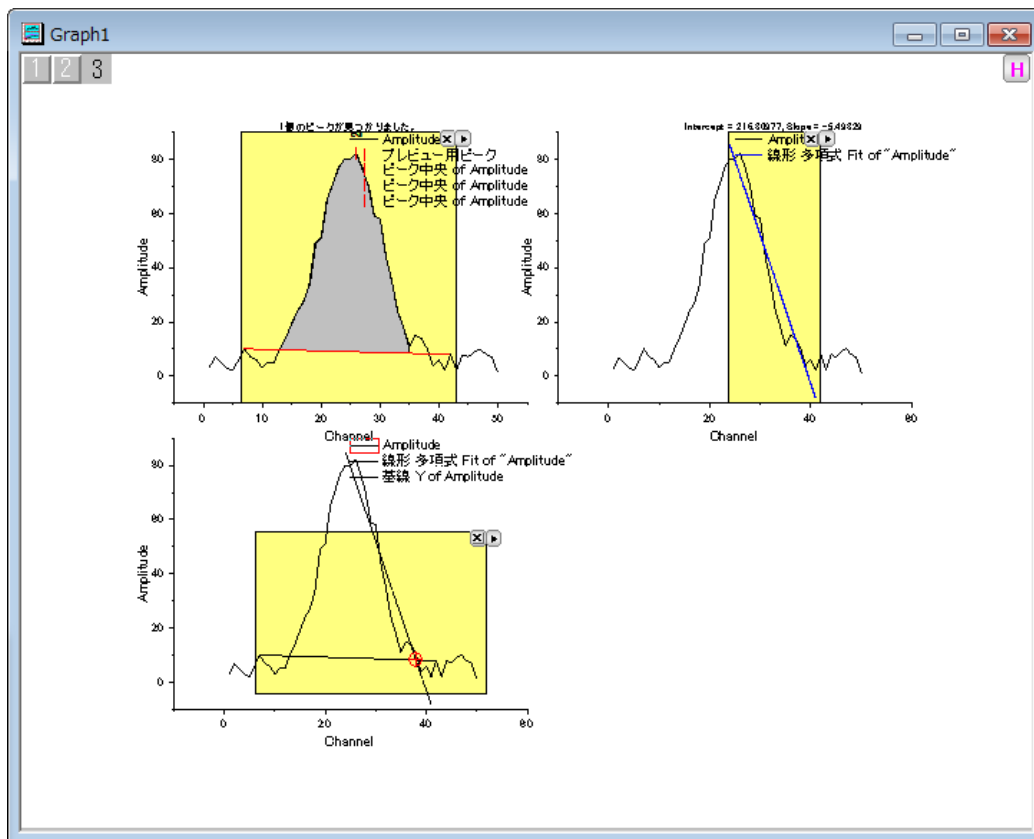 Graph1
1 2 3
H
1個のピークが見つかりました。
Amplitude
プレビュー用ピーク
ピーク中央 of Amplitude
ピーク中央 of Amplitude
ピーク中央 of Amplitude
80
60
40
20
0
Amplitude
0 10 20 30 40 50
Channel
Intercept = 216.80977, Slope = -5.49829
Amplitude
線形 多項式 Fit of "Amplitude"
80
60
40
20
0
Amplitude
0 20 40 60
Channel
Amplitude
線形 多項式 Fit of "Amplitude"
基線 Y of Amplitude
80
60
40
20
0
Amplitude
0 20 40 60
Channel